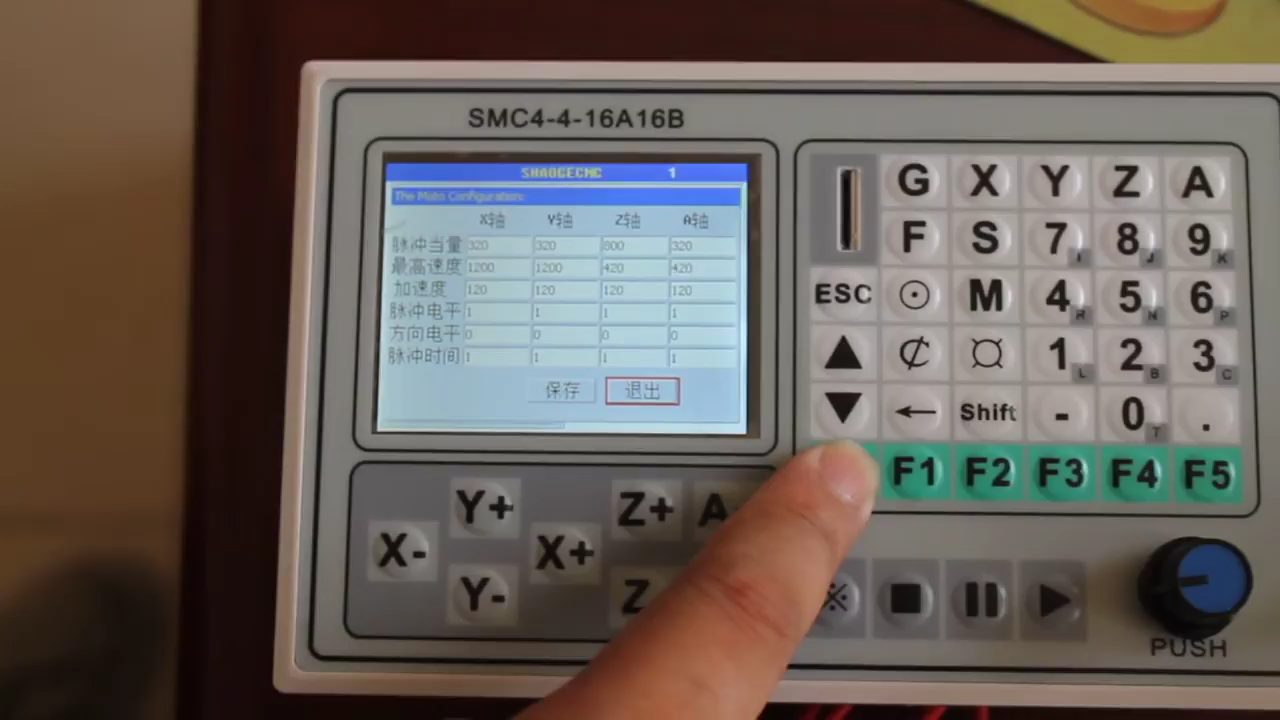 SMC4-4-16A16B
SHAOGECNC 1
The Moto Configuration:
X轴 Y轴 Z轴 A轴
脉冲当量 320 320 800 320
最高速度 1200 1200 420 420
加速度 120 120 120 120
脉冲电平 1 1 1 1
方向电平 0 0 0 0
脉冲时间 1 1 1 1
保存 退出
G X Y Z A
F S 7 I 8 J 9 K
ESC M 4 R 5 N 6 P
₵ 1 L 2 B 3 C
← Shift - 0 T .
F1 F2 F3 F4 F5
Y+ Z+ A
X- X+
Y- Z
PUSH